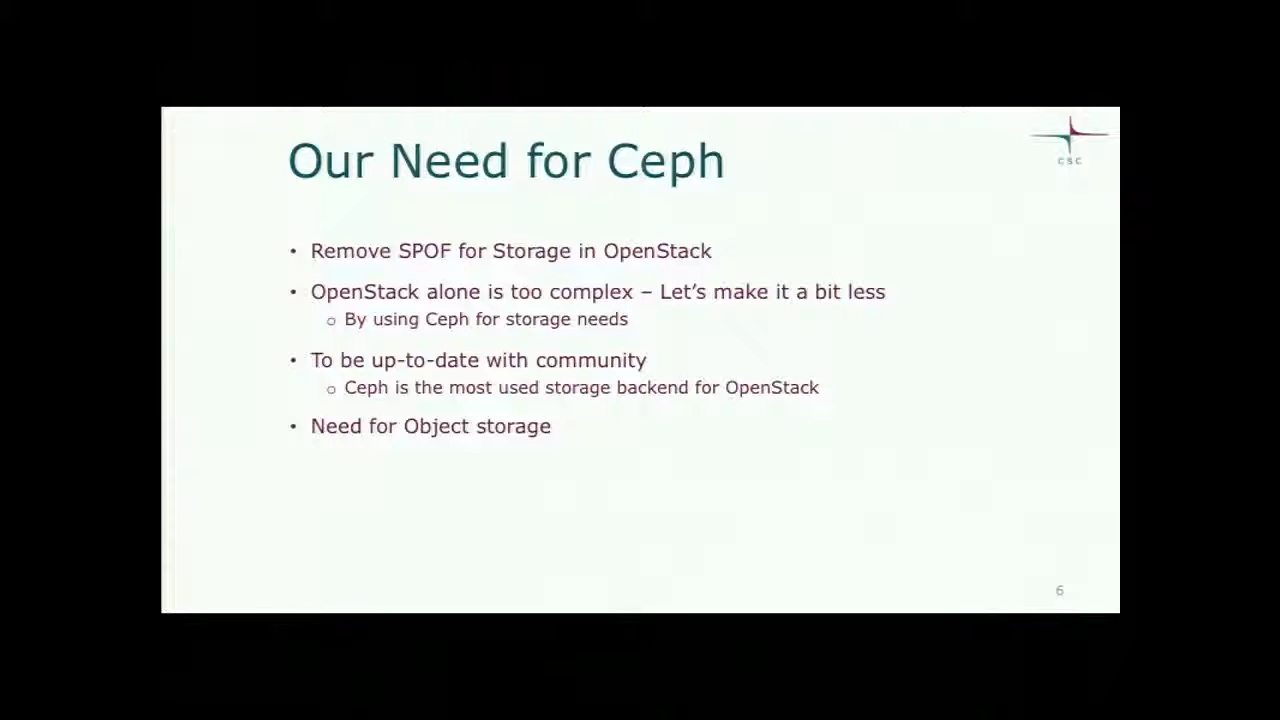 Our Need for Ceph
CSC
• Remove SPOF for Storage in OpenStack
• OpenStack alone is too complex – Let’s make it a bit less
o By using Ceph for storage needs
• To be up-to-date with community
o Ceph is the most used storage backend for OpenStack
• Need for Object storage
6